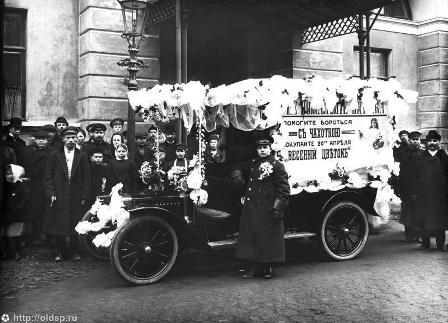 ПОМОГИТЕ БОРОТЬСЯ
СЪ ЧАХОТКОЮ
ПОКУПАЙТЕ 20го АПРѢЛЯ
"ВЕСЕННІЙ ЦВѢТОКЪ"
http://oldsp.ru